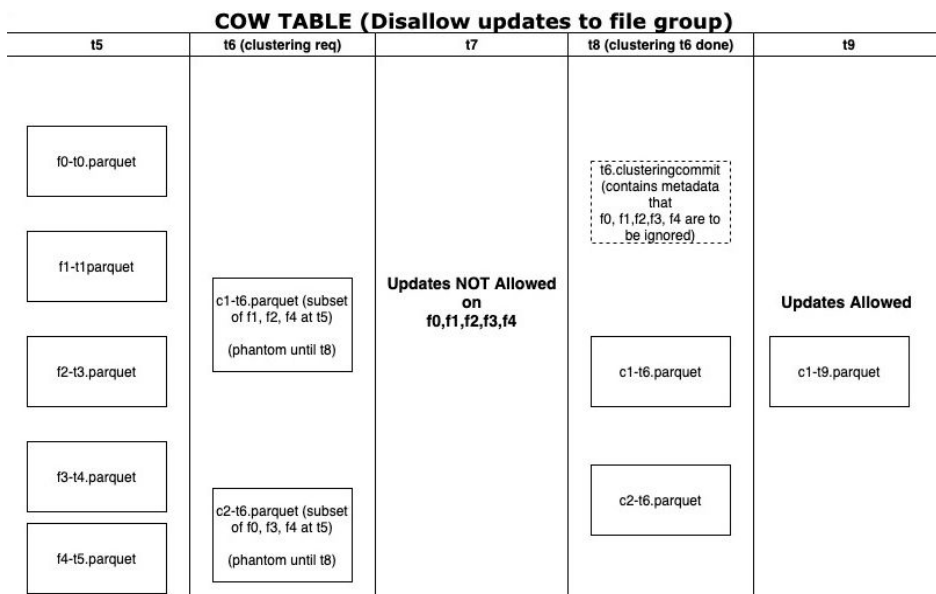 COW TABLE (Disallow updates to file group)
t5
t6 (clustering req)
t7
t8 (clustering t6 done)
t9
f0-t0.parquet
f1-t1parquet
f2-t3.parquet
f3-t4.parquet
f4-t5.parquet
c1-t6.parquet (subset
of f1, f2, f4 at t5)
(phantom until t8)
c2-t6.parquet (subset
of f0, f3, f4 at t5)
(phantom until t8)
Updates NOT Allowed
on
f0,f1,f2,f3,f4
t6.clusteringcommit
(contains metadata
that
f0, f1,f2,f3, f4 are to
be ignored)
c1-t6.parquet
c2-t6.parquet
Updates Allowed
c1-t9.parquet